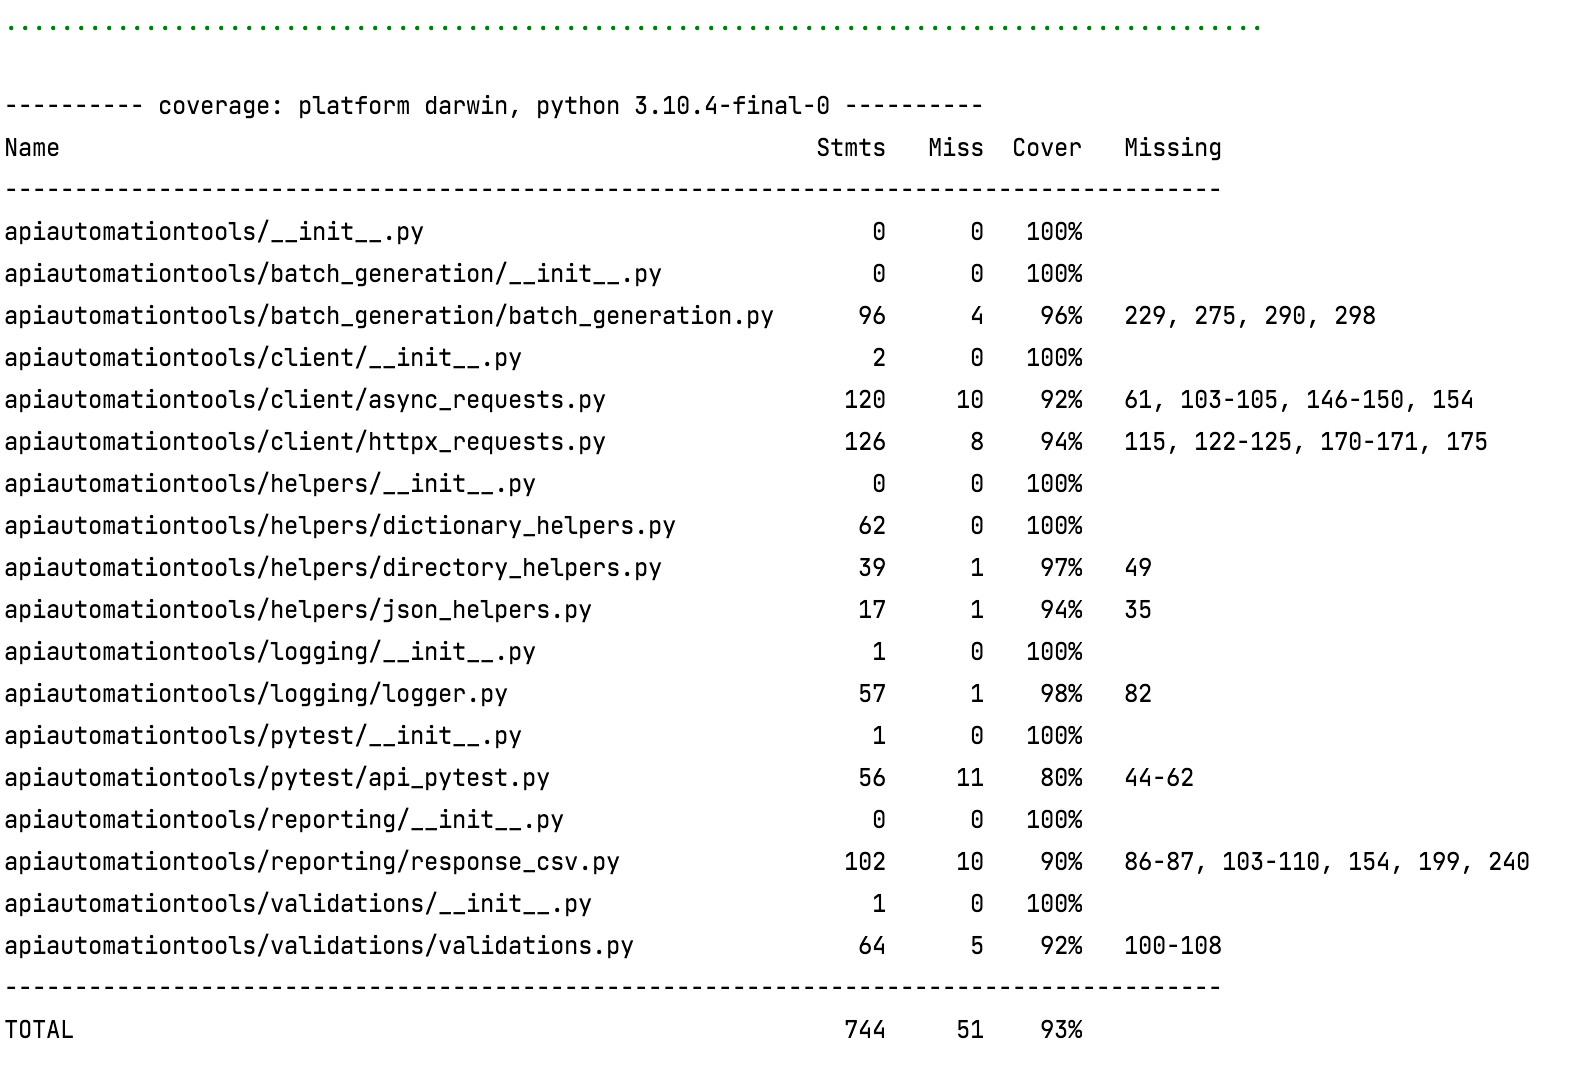 ..........................................................................................
---------- coverage: platform darwin, python 3.10.4-final-0 ----------
Name                                                      Stmts   Miss  Cover   Missing
---------------------------------------------------------------------------------------
apiautomationtools/__init__.py                                0      0   100%
apiautomationtools/batch_generation/__init__.py               0      0   100%
apiautomationtools/batch_generation/batch_generation.py      96      4    96%   229, 275, 290, 298
apiautomationtools/client/__init__.py                         2      0   100%
apiautomationtools/client/async_requests.py                 120     10    92%   61, 103-105, 146-150, 154
apiautomationtools/client/httpx_requests.py                 126      8    94%   115, 122-125, 170-171, 175
apiautomationtools/helpers/__init__.py                        0      0   100%
apiautomationtools/helpers/dictionary_helpers.py             62      0   100%
apiautomationtools/helpers/directory_helpers.py              39      1    97%   49
apiautomationtools/helpers/json_helpers.py                   17      1    94%   35
apiautomationtools/logging/__init__.py                        1      0   100%
apiautomationtools/logging/logger.py                         57      1    98%   82
apiautomationtools/pytest/__init__.py                         1      0   100%
apiautomationtools/pytest/api_pytest.py                      56     11    80%   44-62
apiautomationtools/reporting/__init__.py                      0      0   100%
apiautomationtools/reporting/response_csv.py                102     10    90%   86-87, 103-110, 154, 199, 240
apiautomationtools/validations/__init__.py                    1      0   100%
apiautomationtools/validations/validations.py                64      5    92%   100-108
---------------------------------------------------------------------------------------
TOTAL                                                       744     51    93%